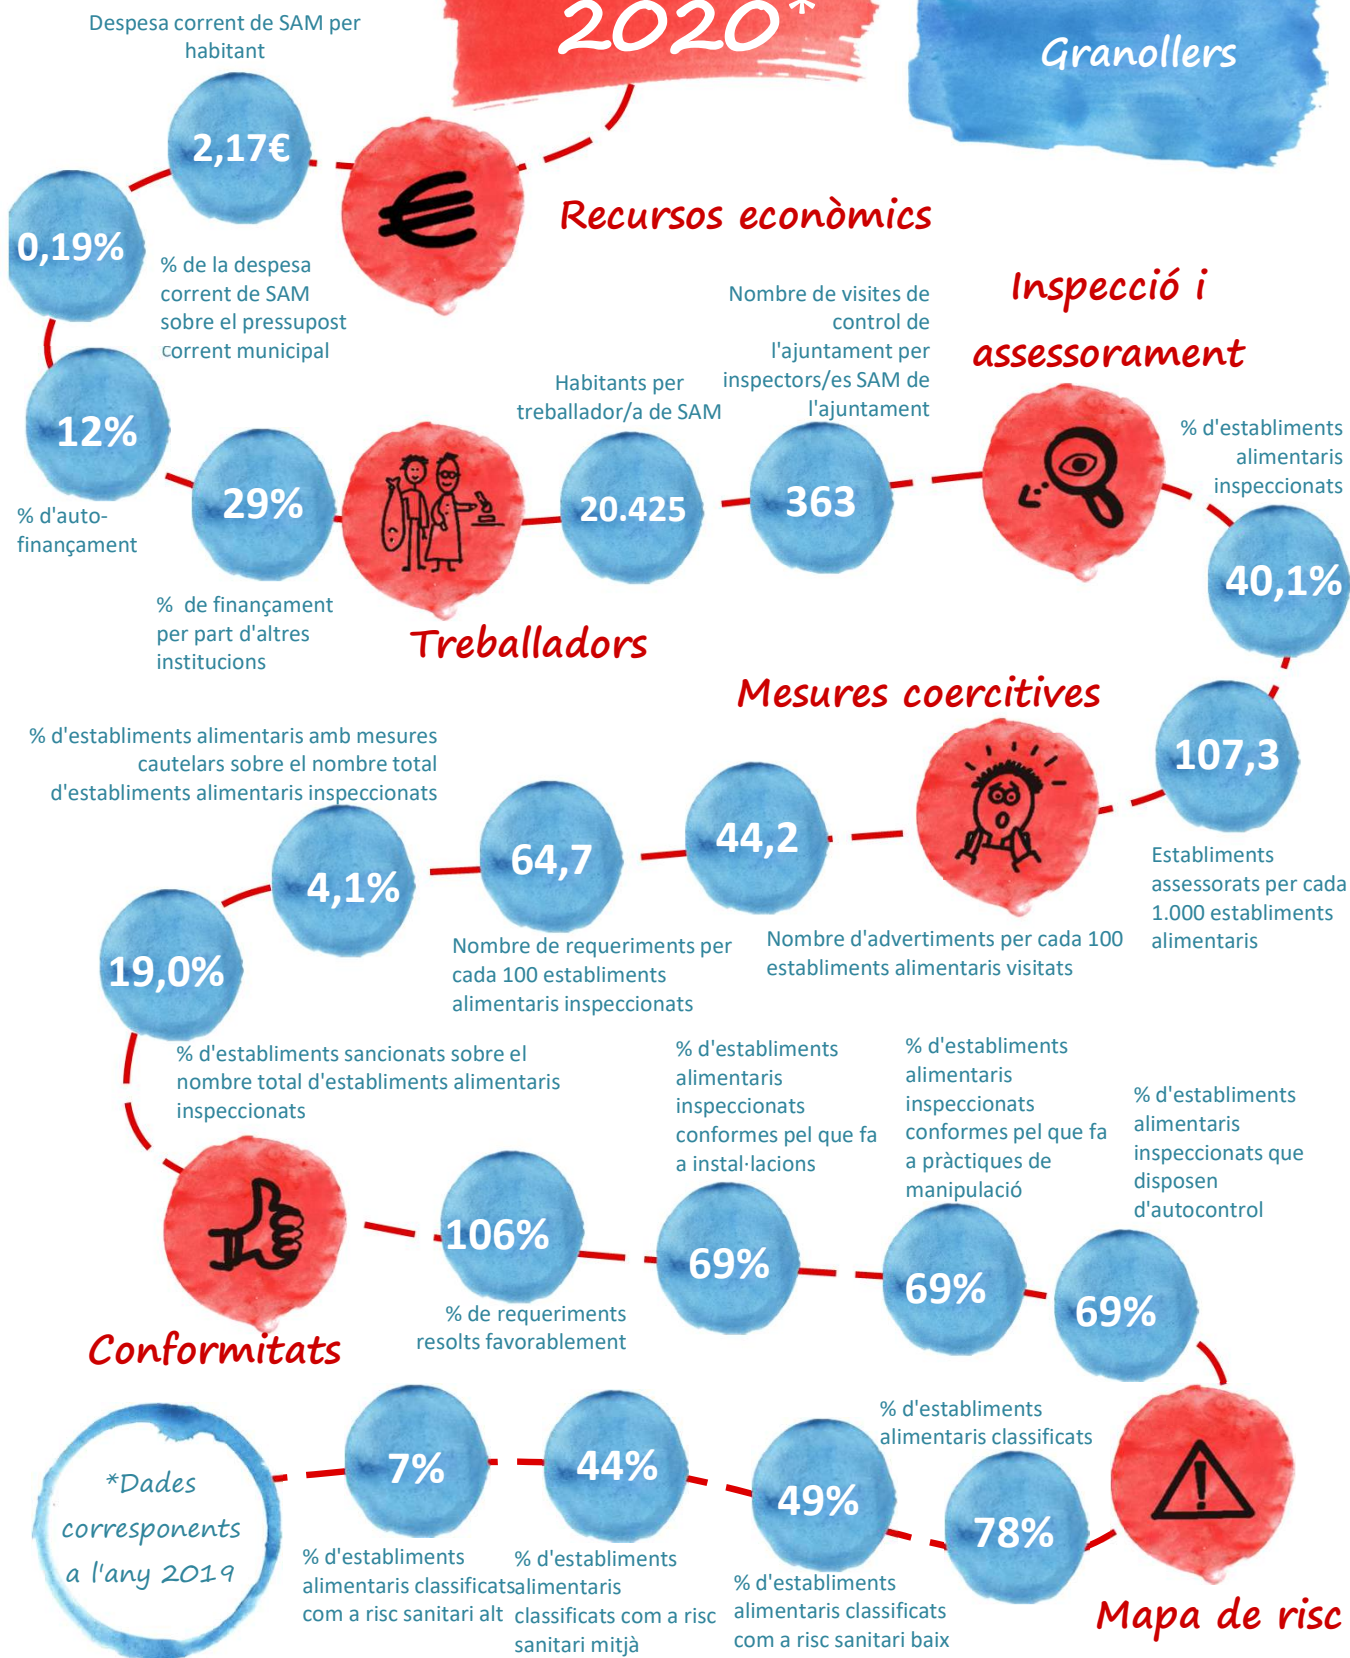 2020*
Granollers
Despesa corrent de SAM per
habitant
2,17€
Recursos econòmics
0,19%
% de la despesa
corrent de SAM
sobre el pressupost
corrent municipal
12%
% d'auto-
finançament
29%
% de finançament
per part d'altres
institucions
Treballadors
Habitants per
treballador/a de SAM
20.425
Nombre de visites de
control de
l'ajuntament per
inspectors/es SAM de
l'ajuntament
363
Inspecció i
assessorament
% d'establiments
alimentaris
inspeccionats
40,1%
107,3
Establiments
assessorats per cada
1.000 establiments
alimentaris
Mesures coercitives
44,2
Nombre d'advertiments per cada 100
establiments alimentaris visitats
64,7
Nombre de requeriments per
cada 100 establiments
alimentaris inspeccionats
% d'establiments alimentaris amb mesures
cautelars sobre el nombre total
d'establiments alimentaris inspeccionats
4,1%
19,0%
% d'establiments sancionats sobre el
nombre total d'establiments alimentaris
inspeccionats
Conformitats
106%
% de requeriments
resolts favorablement
% d'establiments
alimentaris
inspeccionats
conformes pel que fa
a instal·lacions
69%
% d'establiments
alimentaris
inspeccionats
conformes pel que fa
a pràctiques de
manipulació
69%
% d'establiments
alimentaris
inspeccionats que
disposen
d'autocontrol
69%
Mapa de risc
% d'establiments
alimentaris classificats
78%
49%
% d'establiments
alimentaris classificats
com a risc sanitari baix
44%
% d'establiments
alimentaris
classificats com a risc
sanitari mitjà
7%
% d'establiments
alimentaris classificats
com a risc sanitari alt
*Dades
corresponents
a l'any 2019